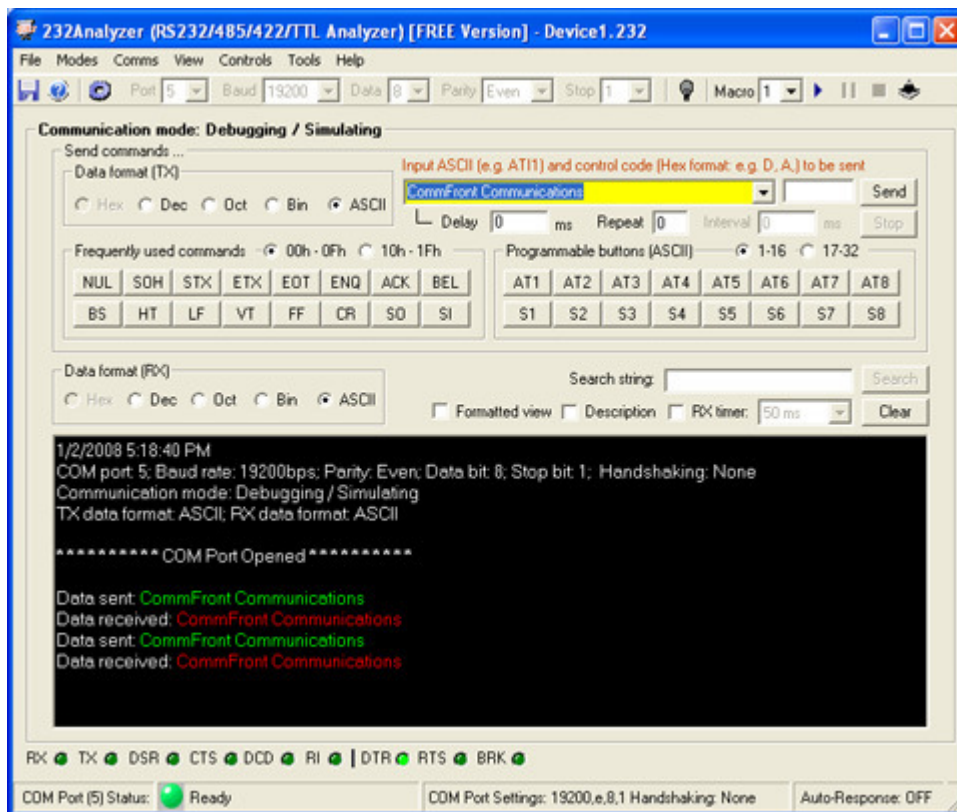 232Analyzer (RS232/485/422/TTL Analyzer) [FREE Version] - Device1.232
File Modes Comms View Controls Tools Help
Port 5 Baud 19200 Data 8 Parity Even Stop 1 Macro 1
Communication mode: Debugging / Simulating
Send commands ...
Data format (TX)
Hex Dec Oct Bin ASCII
Input ASCII (e.g. ATI1) and control code (Hex format: e.g. D, A,) to be sent
CommFront Communications Send
Delay 0 ms Repeat 0 Interval 0 ms Stop
Frequently used commands 00h - 0Fh 10h - 1Fh
NUL SOH STX ETX EOT ENQ ACK BEL
BS HT LF VT FF CR SO SI
Programmable buttons (ASCII) 1-16 17-32
AT1 AT2 AT3 AT4 AT5 AT6 AT7 AT8
S1 S2 S3 S4 S5 S6 S7 S8
Data format (RX)
Hex Dec Oct Bin ASCII
Search string: Search
Formatted view Description RX timer: 50 ms Clear
1/2/2008 5:18:40 PM
COM port: 5; Baud rate: 19200bps; Parity: Even; Data bit: 8; Stop bit: 1; Handshaking: None
Communication mode: Debugging / Simulating
TX data format: ASCII; RX data format: ASCII
* * * * * * * * * * COM Port Opened * * * * * * * * * *
Data sent: CommFront Communications
Data received: CommFront Communications
Data sent: CommFront Communications
Data received: CommFront Communications
RX TX DSR CTS DCD RI | DTR RTS BRK
COM Port (5) Status: Ready COM Port Settings: 19200,e,8,1 Handshaking: None Auto-Response: OFF